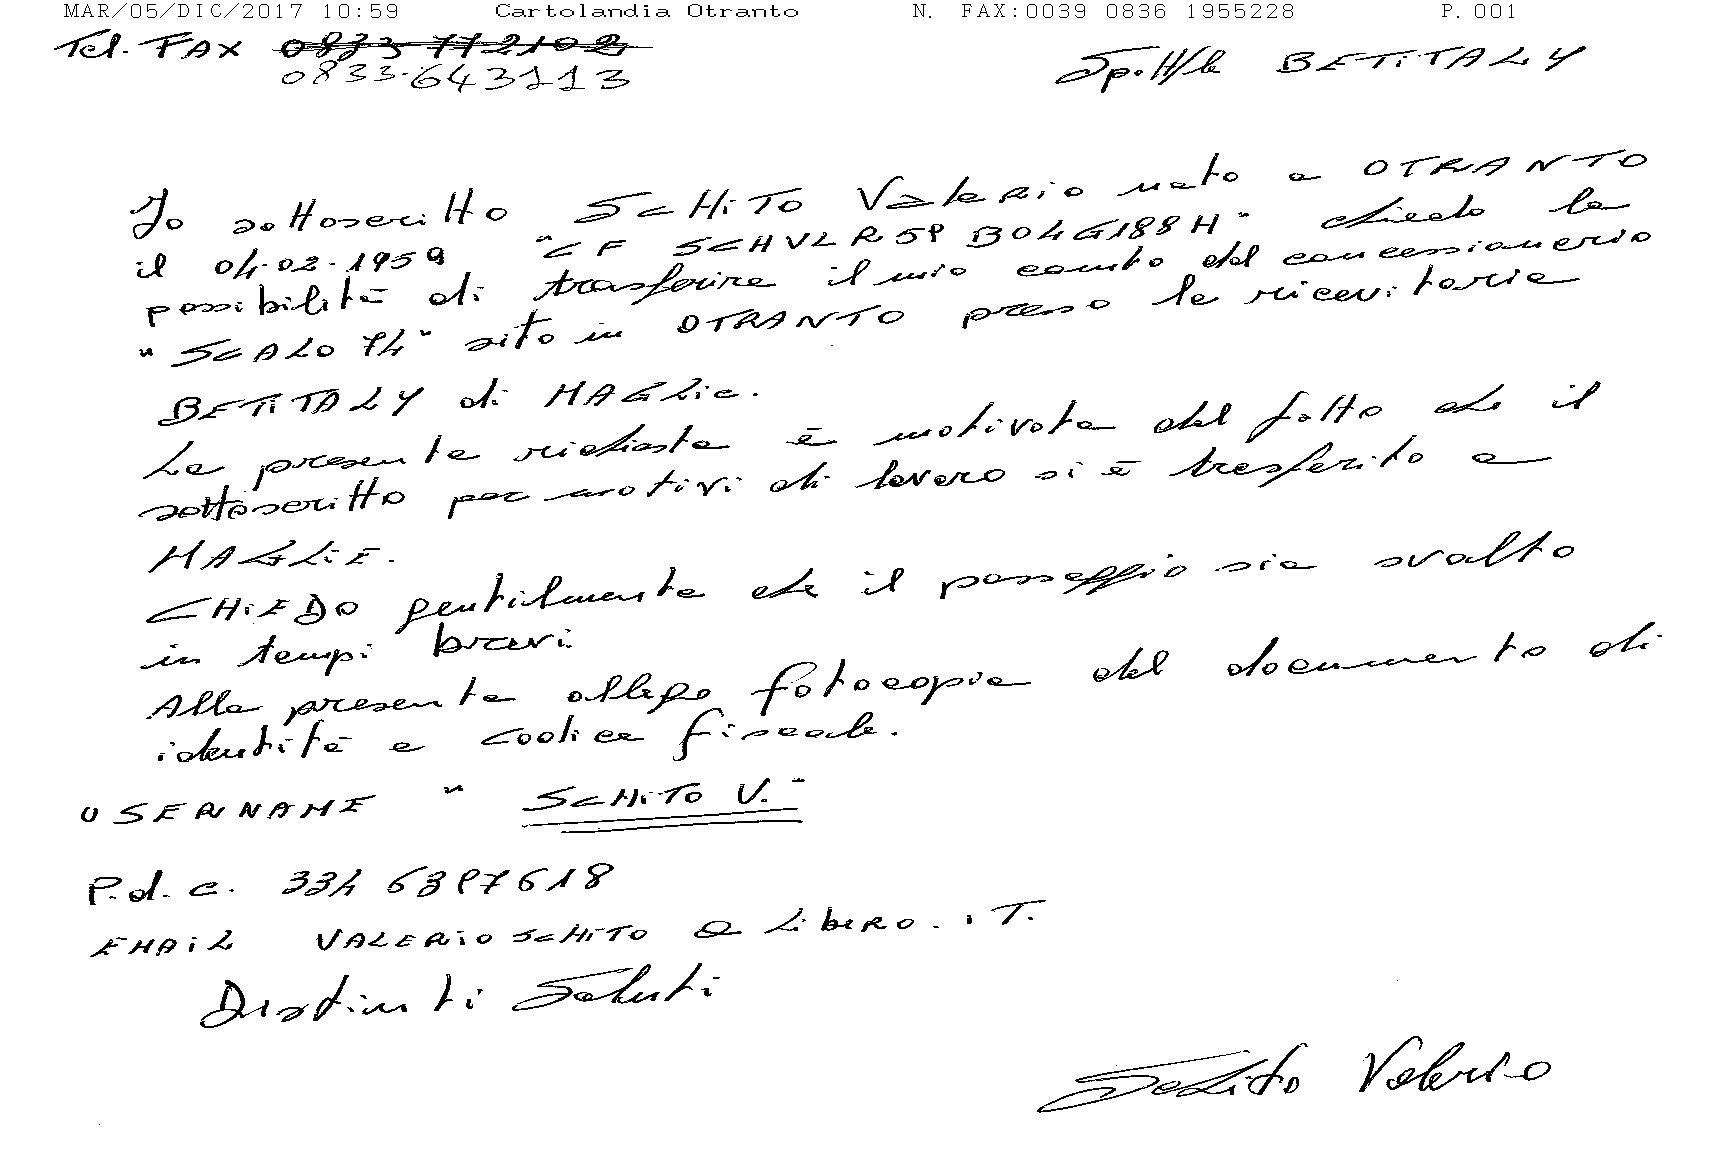 MAR/05/DIC/2017 10:59 Cartolandia Otranto N. FAX:0039 0836 1955228 P.001
Tel. FAX 0833 772102
0833-643113
Sp.tt/le BETITALY
Io sottoscritto SCHITO Valerio nato a OTRANTO
il 04-02-1959 "CF SCHVLR59B04G188H" chiedo la
possibilità di trasferire il mio conto del concessionario
"SCALO 74" sito in OTRANTO presso la ricevitoria
BETITALY di MAGLIE.
La presente richiesta è motivata dal fatto che il
sottoscritto per motivi di lavoro si è trasferito a
MAGLIE.
CHIEDO gentilmente che il passaggio sia svolto
in tempi brevi.
Alla presente allego fotocopia del documento di
identità e codice fiscale.
USERNAME "SCHITO V."
P.d.c. 334 6397618
EMAIL VALERIOSCHITO@LIBERO.IT.
Distinti Saluti
Schito Valerio